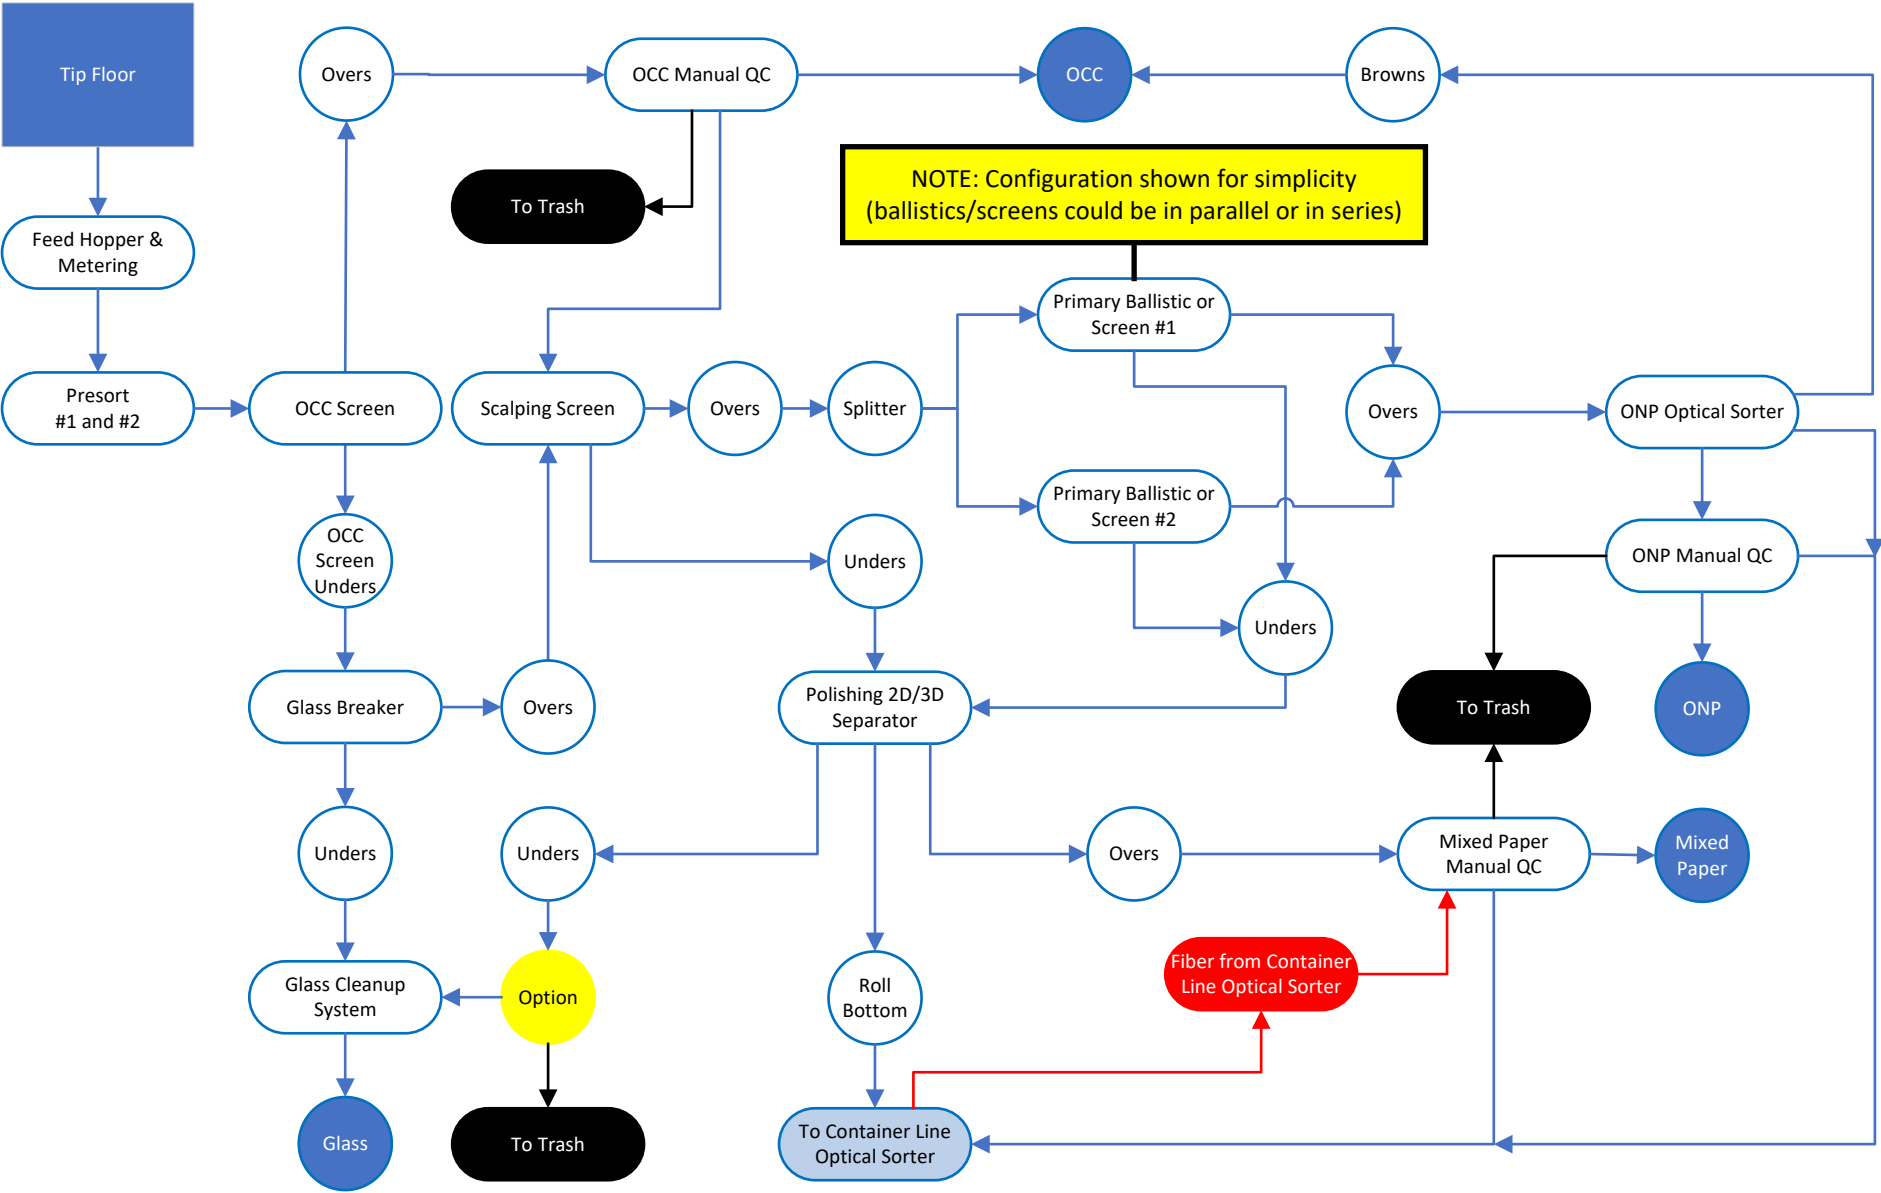 Tip Floor
Overs
OCC Manual QC
OCC
Browns
NOTE: Configuration shown for simplicity
(ballistics/screens could be in parallel or in series)
To Trash
Feed Hopper &
Metering
Primary Ballistic or
Screen #1
Presort
#1 and #2
OCC Screen
Scalping Screen
Overs
Splitter
Overs
ONP Optical Sorter
Primary Ballistic or
Screen #2
OCC
Screen
Unders
Unders
ONP Manual QC
Unders
Glass Breaker
Overs
Polishing 2D/3D
Separator
To Trash
ONP
Unders
Unders
Overs
Mixed Paper
Manual QC
Mixed
Paper
Fiber from Container
Line Optical Sorter
Glass Cleanup
System
Option
Roll
Bottom
Glass
To Trash
To Container Line
Optical Sorter